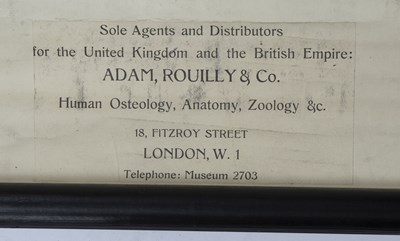 Sole Agents and Distributors
for the United Kingdom and the British Empire:
ADAM, ROUILLY & Co.
Human Osteology, Anatomy, Zoology &c.
18, FITZROY STREET
LONDON, W. 1
Telephone: Museum 2703